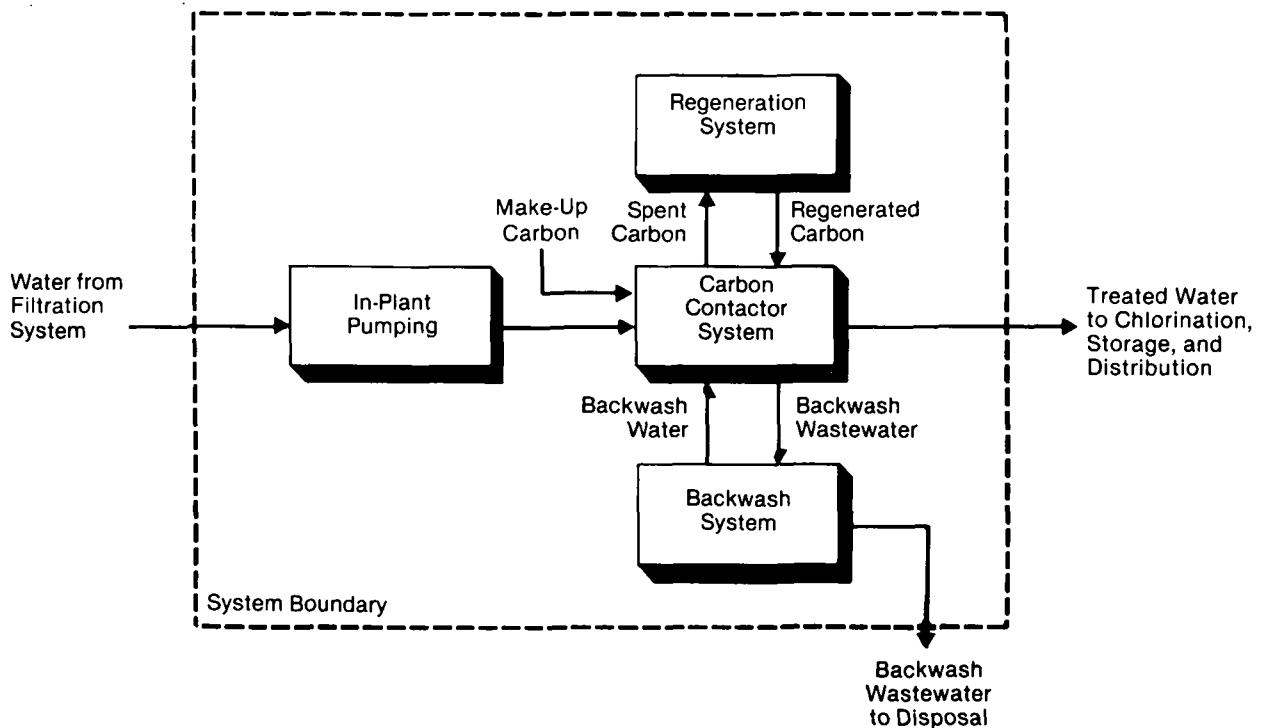 Regeneration
System
Make-Up
Carbon
Spent
Carbon
Regenerated
Carbon
Water from
Filtration
System
In-Plant
Pumping
Carbon
Contactor
System
Treated Water
to Chlorination,
Storage, and
Distribution
Backwash
Water
Backwash
Wastewater
Backwash
System
System Boundary
Backwash
Wastewater
to Disposal